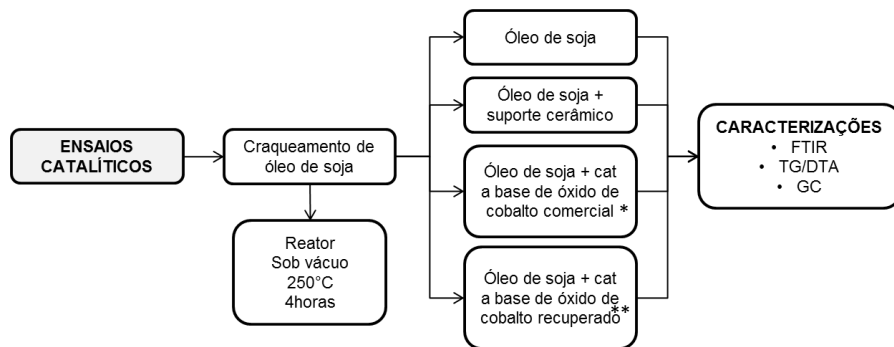 ENSAIOS
CATALÍTICOS
Craqueamento de
óleo de soja
Reator
Sob vácuo
250°C
4horas
Óleo de soja
Óleo de soja +
suporte cerâmico
Óleo de soja + cat
a base de óxido de
cobalto comercial *
Óleo de soja + cat
a base de óxido de
cobalto recuperado**
CARACTERIZAÇÕES
• FTIR
• TG/DTA
• GC